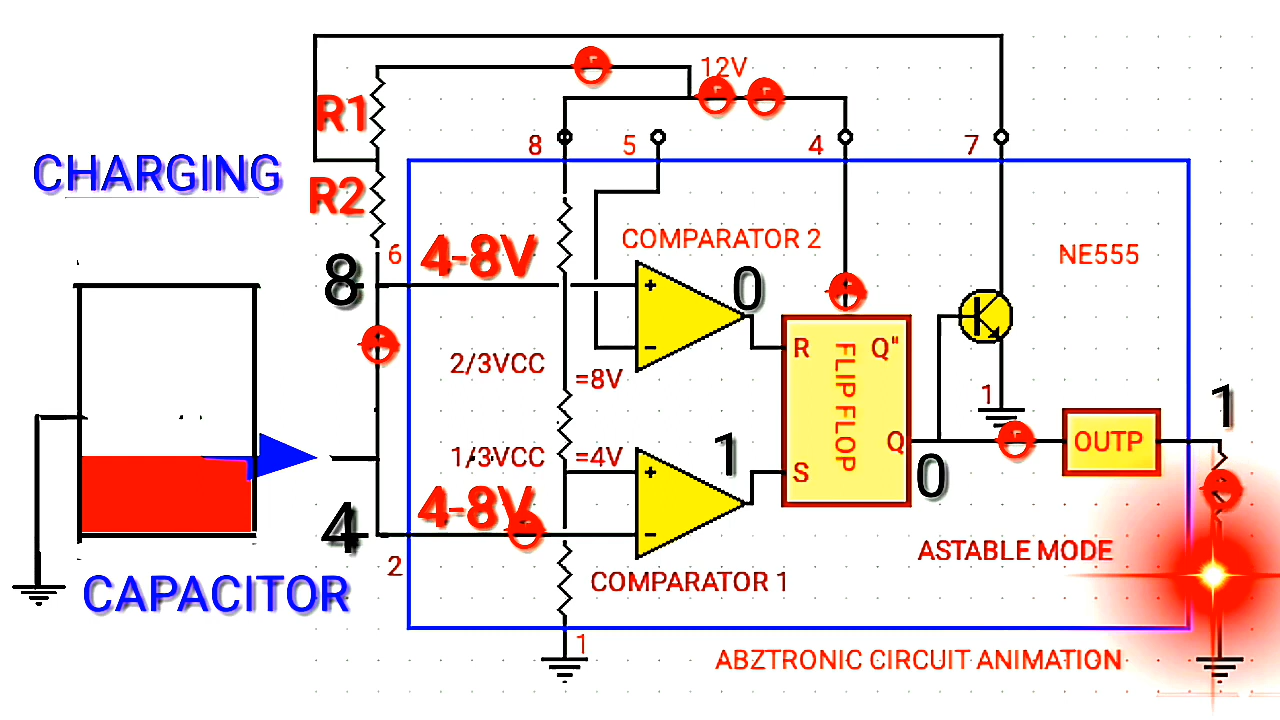 12V
R1
8 5 4 7
CHARGING
R2
COMPARATOR 2
6 4-8V
NE555
8
0
R Q"
2/3VCC
=8V
FLIP FLOP
1
1
1/3VCC
=4V
1
Q
OUTP
S
0
4-8V
4
ASTABLE MODE
2
COMPARATOR 1
CAPACITOR
1
ABZTRONIC CIRCUIT ANIMATION